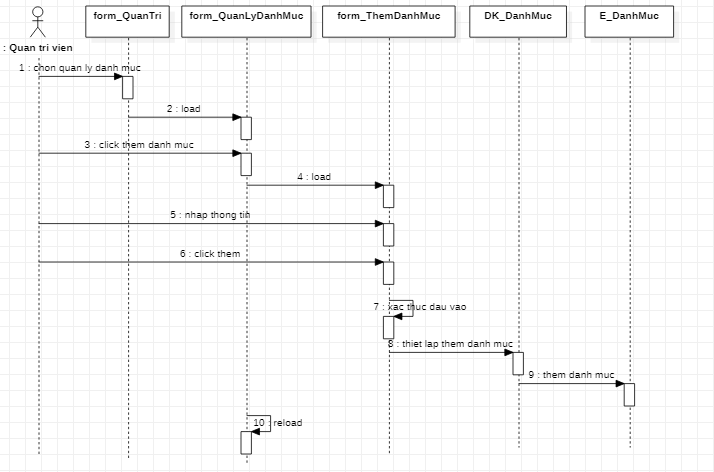 form_QuanTri
form_QuanLyDanhMuc
form_ThemDanhMuc
DK_DanhMuc
E_DanhMuc
: Quan tri vien
1 : chon quan ly danh muc
2 : load
3 : click them danh muc
4 : load
5 : nhap thong tin
6 : click them
7 : xac thuc dau vao
8 : thiet lap them danh muc
9 : them danh muc
10 : reload